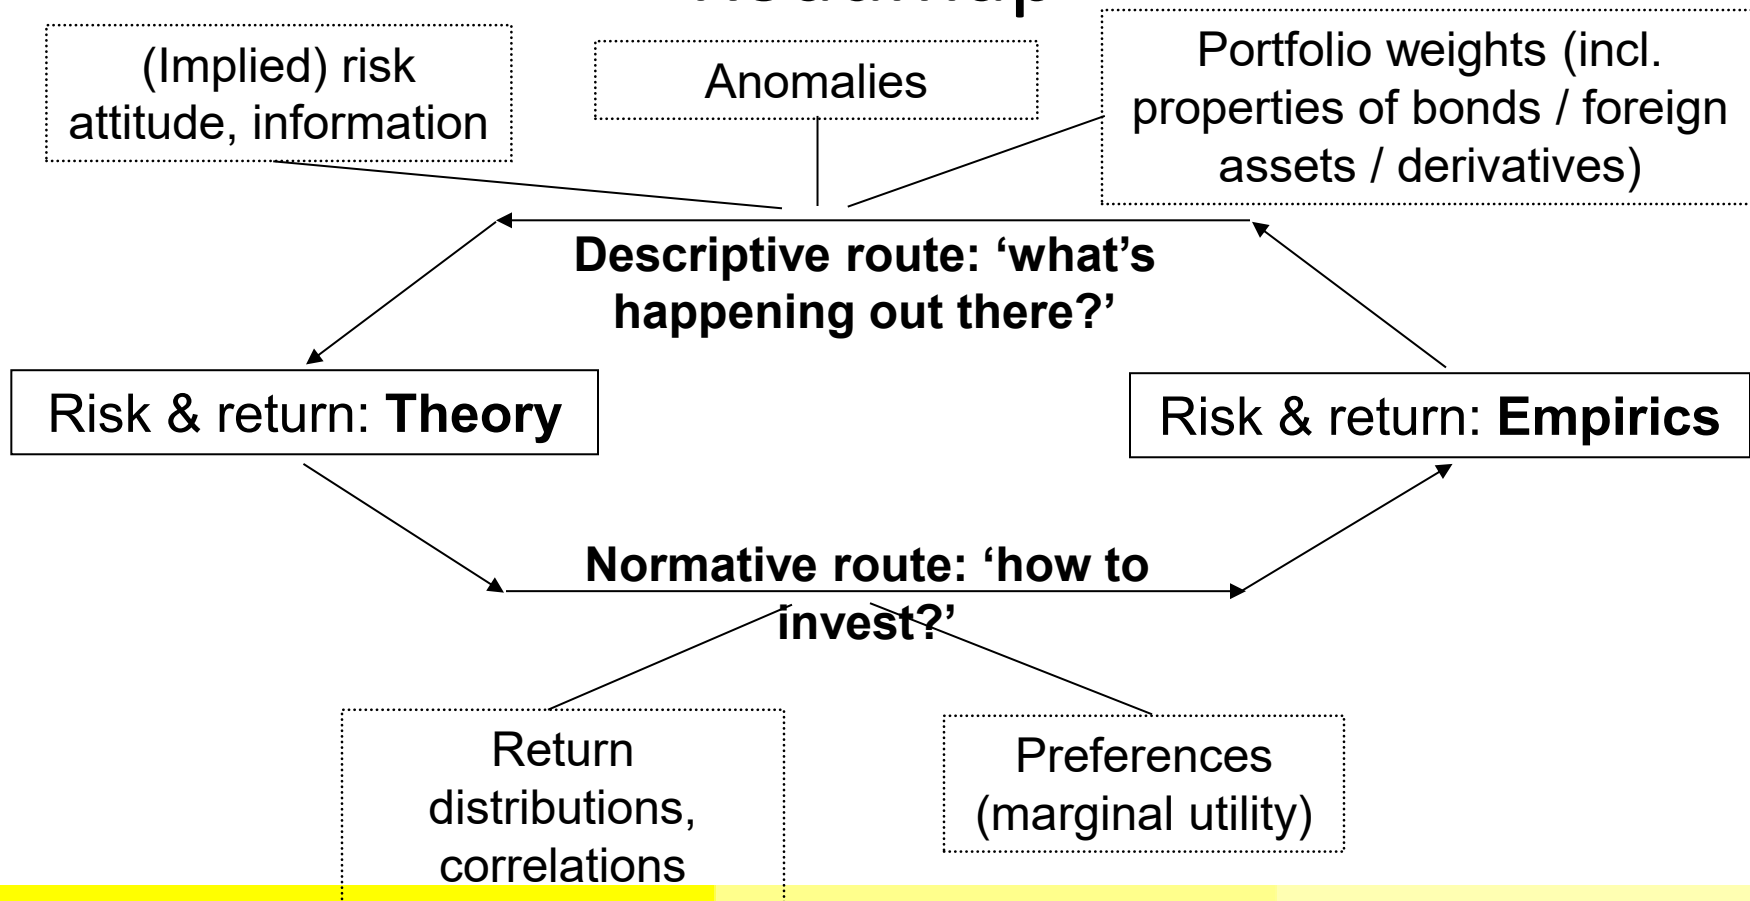 Roadmap
(Implied) risk
attitude, information
Anomalies
Portfolio weights (incl.
properties of bonds / foreign
assets / derivatives)
Descriptive route: ‘what’s
happening out there?’
Risk & return: Theory
Risk & return: Empirics
Normative route: ‘how to
invest?’
Return
distributions,
correlations
Preferences
(marginal utility)